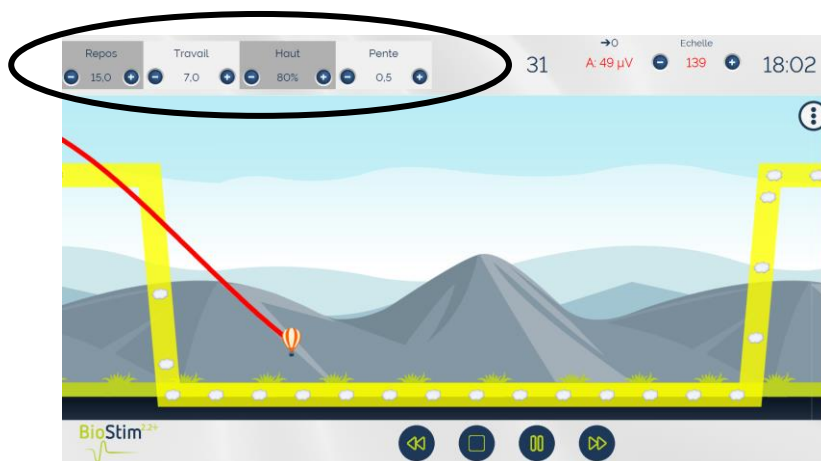 Repos Travail Haut Pente
15,0 7,0 80% 0,5
31
→0
A: 49 µV
Echelle
139
18:02
BioStim 2.2+